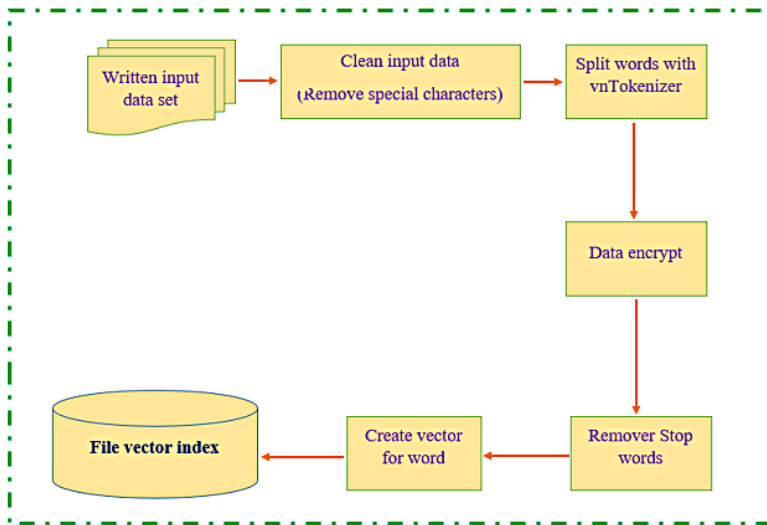 Written input
data set
Clean input data
(Remove special characters)
Split words with
vnTokenizer
Data encrypt
Remover Stop
words
Create vector
for word
File vector index